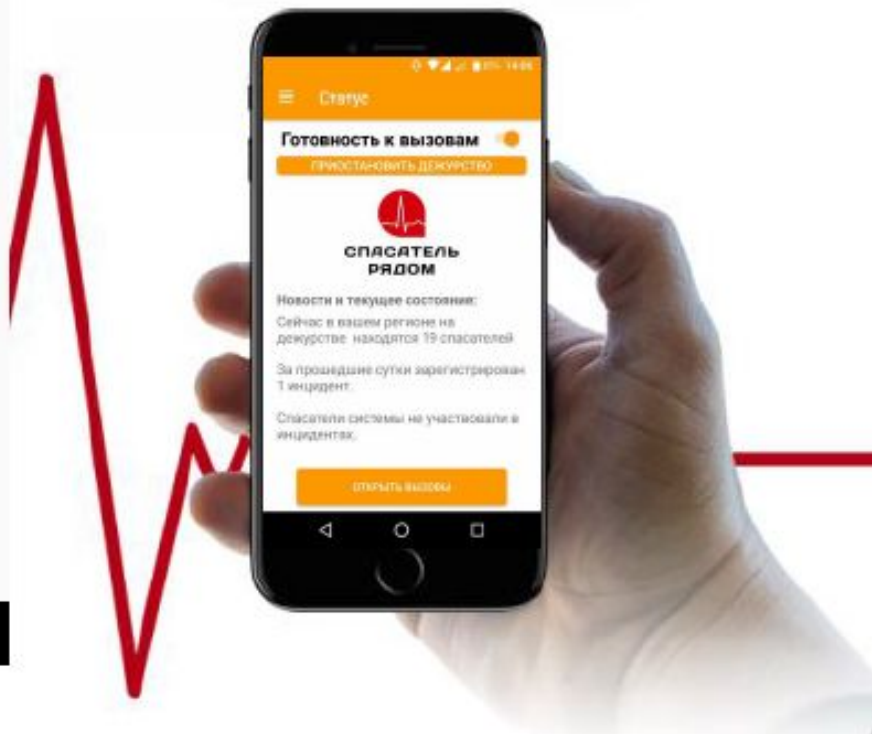 Статус
Готовность к вызовам
ПРИОСТАНОВИТЬ ДЕЖУРСТВО
СПАСАТЕЛЬ
РЯДОМ
Новости и текущее состояние:
Сейчас в вашем регионе на
дежурстве находятся 19 спасателей
За прошедшие сутки зарегистрирован
1 инцидент.
Спасатели системы не участвовали в
инцидентах.
ОТКРЫТЬ ВЫЗОВЫ